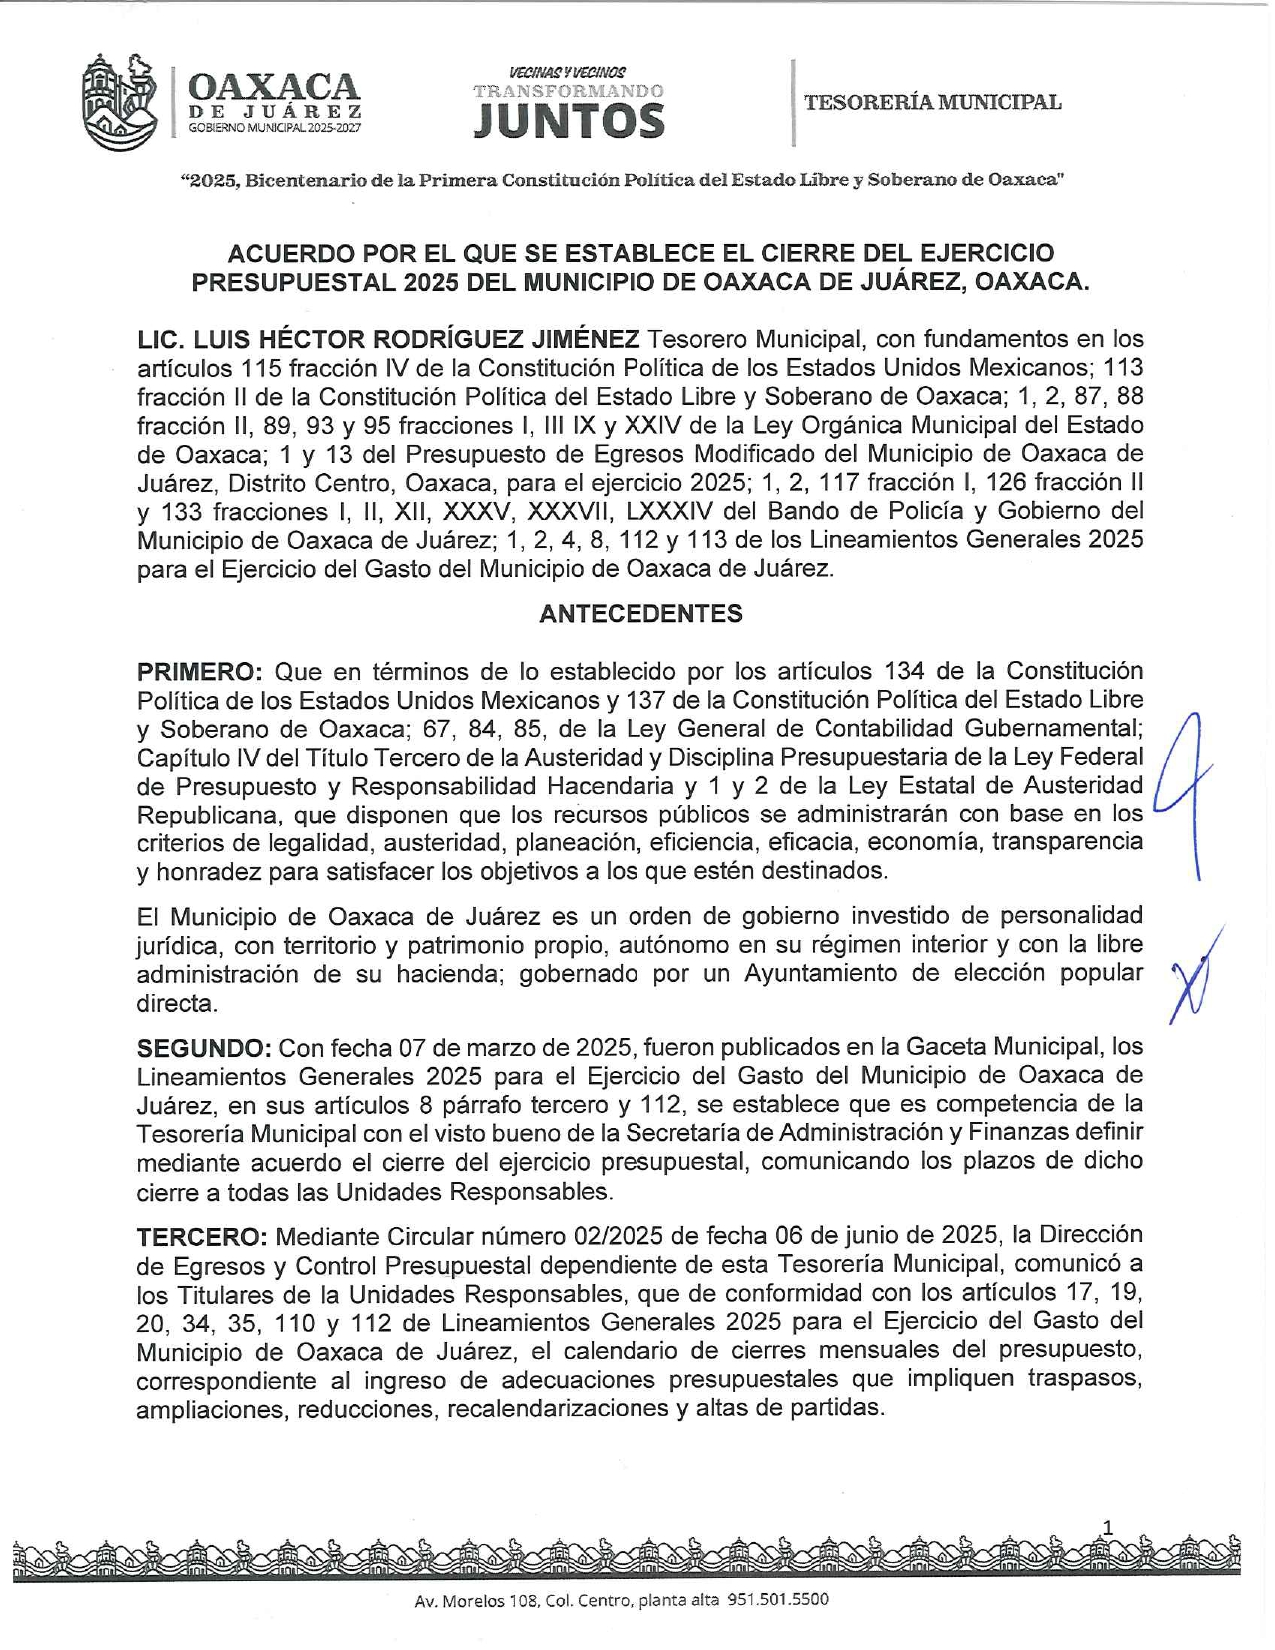 OAXACA
DE JUÁREZ
GOBIERNO MUNICIPAL 2025-2027
VECINAS Y VECINOS
TRANSFORMANDO
JUNTOS
TESORERÍA MUNICIPAL
“2025, Bicentenario de la Primera Constitución Política del Estado Libre y Soberano de Oaxaca"
ACUERDO POR EL QUE SE ESTABLECE EL CIERRE DEL EJERCICIO
PRESUPUESTAL 2025 DEL MUNICIPIO DE OAXACA DE JUÁREZ, OAXACA.
LIC. LUIS HÉCTOR RODRÍGUEZ JIMÉNEZ Tesorero Municipal, con fundamentos en los
artículos 115 fracción IV de la Constitución Política de los Estados Unidos Mexicanos; 113
fracción II de la Constitución Política del Estado Libre y Soberano de Oaxaca; 1, 2, 87, 88
fracción II, 89, 93 y 95 fracciones I, III IX y XXIV de la Ley Orgánica Municipal del Estado
de Oaxaca; 1 y 13 del Presupuesto de Egresos Modificado del Municipio de Oaxaca de
Juárez, Distrito Centro, Oaxaca, para el ejercicio 2025; 1, 2, 117 fracción I, 126 fracción II
y 133 fracciones I, II, XII, XXXV, XXXVII, LXXXIV del Bando de Policía y Gobierno del
Municipio de Oaxaca de Juárez; 1, 2, 4, 8, 112 y 113 de los Lineamientos Generales 2025
para el Ejercicio del Gasto del Municipio de Oaxaca de Juárez.
ANTECEDENTES
PRIMERO: Que en términos de lo establecido por los artículos 134 de la Constitución
Política de los Estados Unidos Mexicanos y 137 de la Constitución Política del Estado Libre
y Soberano de Oaxaca; 67, 84, 85, de la Ley General de Contabilidad Gubernamental;
Capítulo IV del Título Tercero de la Austeridad y Disciplina Presupuestaria de la Ley Federal
de Presupuesto y Responsabilidad Hacendaria y 1 y 2 de la Ley Estatal de Austeridad
Republicana, que disponen que los recursos públicos se administrarán con base en los
criterios de legalidad, austeridad, planeación, eficiencia, eficacia, economía, transparencia
y honradez para satisfacer los objetivos a los que estén destinados.
El Municipio de Oaxaca de Juárez es un orden de gobierno investido de personalidad
jurídica, con territorio y patrimonio propio, autónomo en su régimen interior y con la libre
administración de su hacienda; gobernado por un Ayuntamiento de elección popular
directa.
SEGUNDO: Con fecha 07 de marzo de 2025, fueron publicados en la Gaceta Municipal, los
Lineamientos Generales 2025 para el Ejercicio del Gasto del Municipio de Oaxaca de
Juárez, en sus artículos 8 párrafo tercero y 112, se establece que es competencia de la
Tesorería Municipal con el visto bueno de la Secretaría de Administración y Finanzas definir
mediante acuerdo el cierre del ejercicio presupuestal, comunicando los plazos de dicho
cierre a todas las Unidades Responsables.
TERCERO: Mediante Circular número 02/2025 de fecha 06 de junio de 2025, la Dirección
de Egresos y Control Presupuestal dependiente de esta Tesorería Municipal, comunicó a
los Titulares de la Unidades Responsables, que de conformidad con los artículos 17, 19,
20, 34, 35, 110 y 112 de Lineamientos Generales 2025 para el Ejercicio del Gasto del
Municipio de Oaxaca de Juárez, el calendario de cierres mensuales del presupuesto,
correspondiente al ingreso de adecuaciones presupuestales que impliquen traspasos,
ampliaciones, reducciones, recalendarizaciones y altas de partidas.
1
Av. Morelos 108, Col. Centro, planta alta 951.501.5500